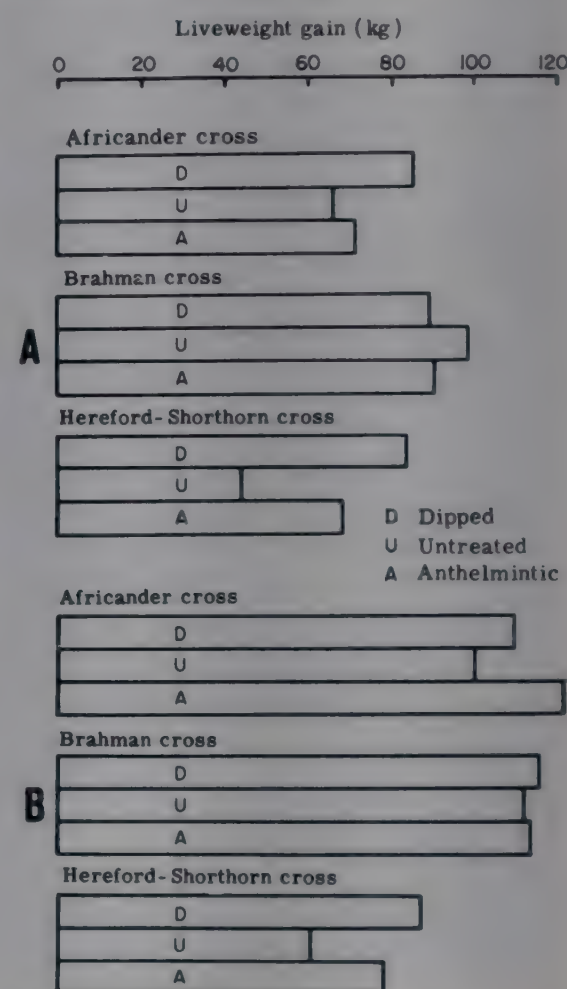 Liveweight gain (kg)
0 20 40 60 80 100 120
Africander cross
D
U
A
Brahman cross
D
A U
A
Hereford-Shorthorn cross
D
U
A
D Dipped
U Untreated
A Anthelmintic
Africander cross
D
U
A
Brahman cross
D
B U
A
Hereford-Shorthorn cross
D
U
A